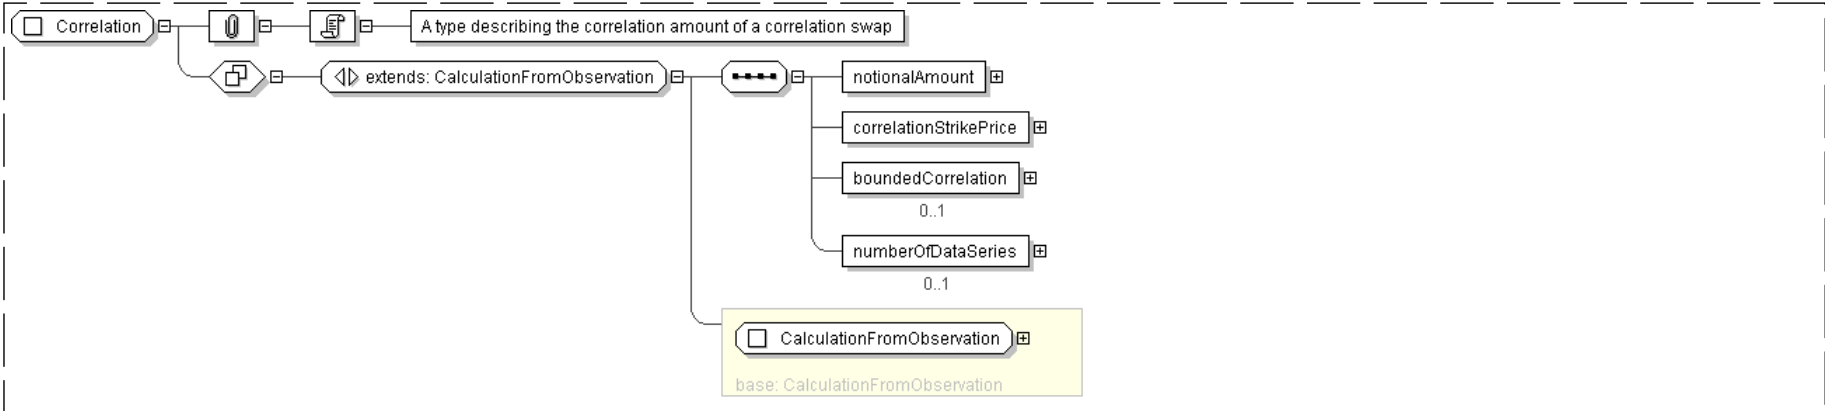 Correlation
A type describing the correlation amount of a correlation swap
extends: CalculationFromObservation
notionalAmount
correlationStrikePrice
boundedCorrelation
0..1
numberOfDataSeries
0..1
CalculationFromObservation
base: CalculationFromObservation